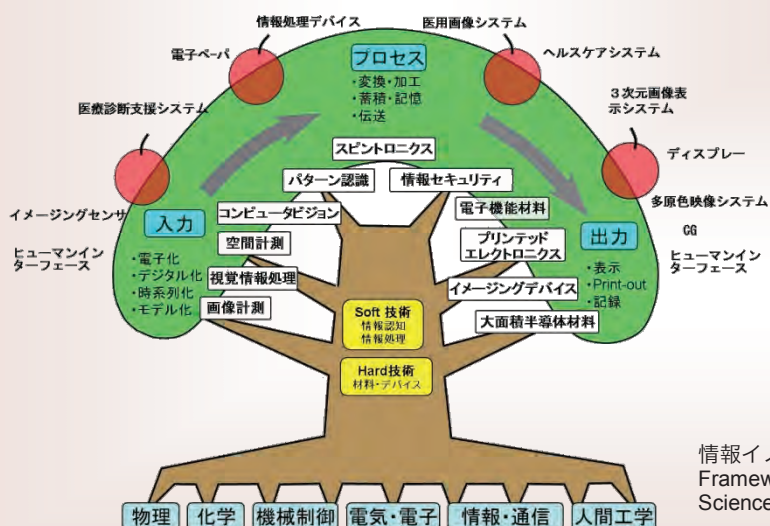 情報処理デバイス
医用画像システム
電子ペーパ
プロセス
ヘルスケアシステム
・変換・加工
・蓄積・記憶
・伝送
医療診断支援システム
3次元画像表
示システム
スピントロニクス
ディスプレー
パターン認識
情報セキュリティ
イメージングセンサ
入力
コンピュータビジョン
電子機能材料
多原色映像システム
出力
CG
ヒューマンイン
ターフェース
空間計測
プリンテッド
エレクトロニクス
ヒューマンイン
ターフェース
・電子化
・デジタル化
・時系列化
・モデル化
視覚情報処理
イメージングデバイス
・表示
・Print-out
・記録
画像計測
Soft 技術
情報認知
情報処理
大面積半導体材料
Hard技術
材料・デバイス
情報イ
Framew
Science
物理
化学
機械制御
電気・電子
情報・通信
人間工学